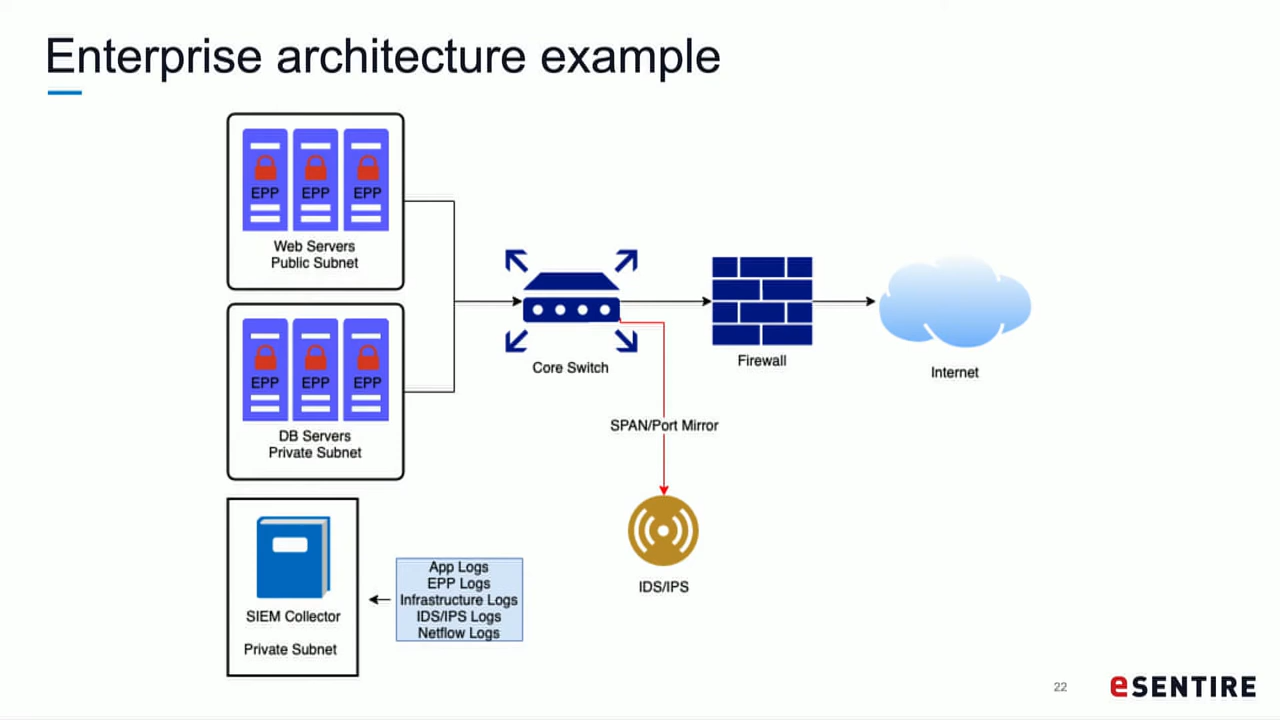 Enterprise architecture example
EPP EPP EPP
Web Servers
Public Subnet
EPP EPP EPP
DB Servers
Private Subnet
Core Switch
Firewall
Internet
SPAN/Port Mirror
IDS/IPS
SIEM Collector
Private Subnet
App Logs
EPP Logs
Infrastructure Logs
IDS/IPS Logs
Netflow Logs
22
eSENTIRE